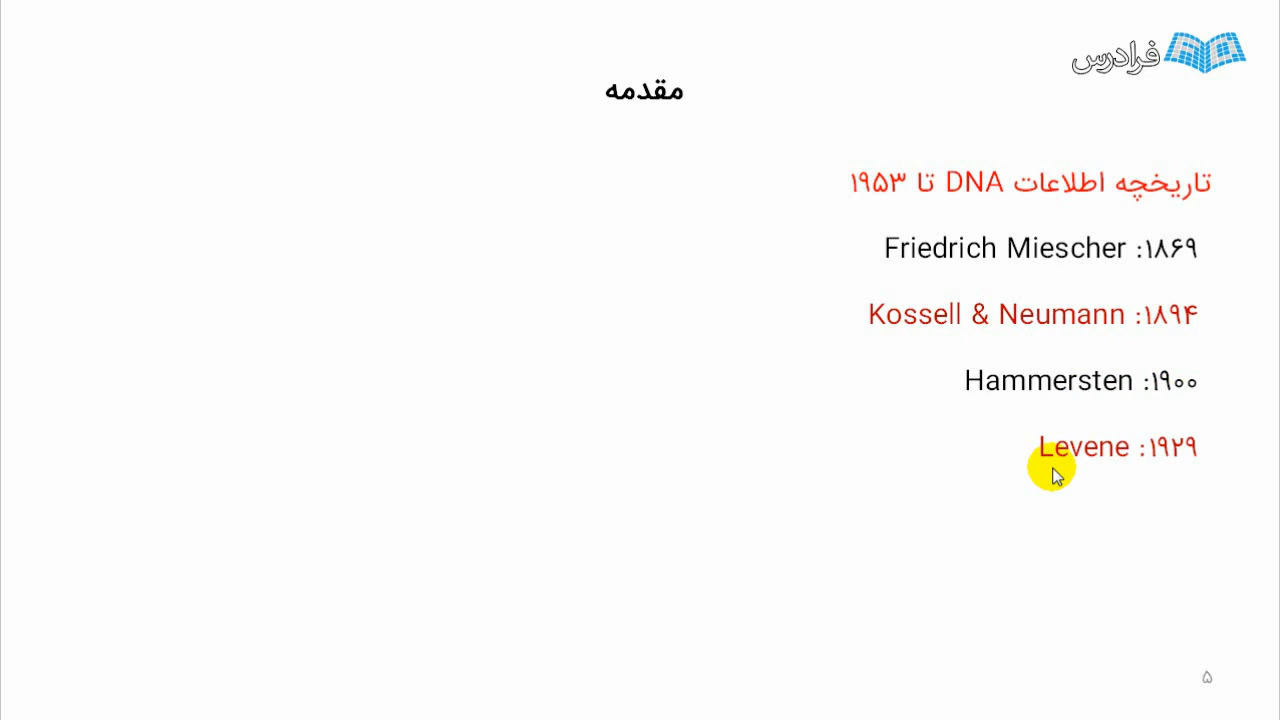 فرادرس
مقدمه
تاریخچه اطلاعات DNA تا ۱۹۵۳
۱۸۶۹: Friedrich Miescher
۱۸۹۴: Kossell & Neumann
۱۹۰۰: Hammersten
۱۹۲۹: Levene
۵